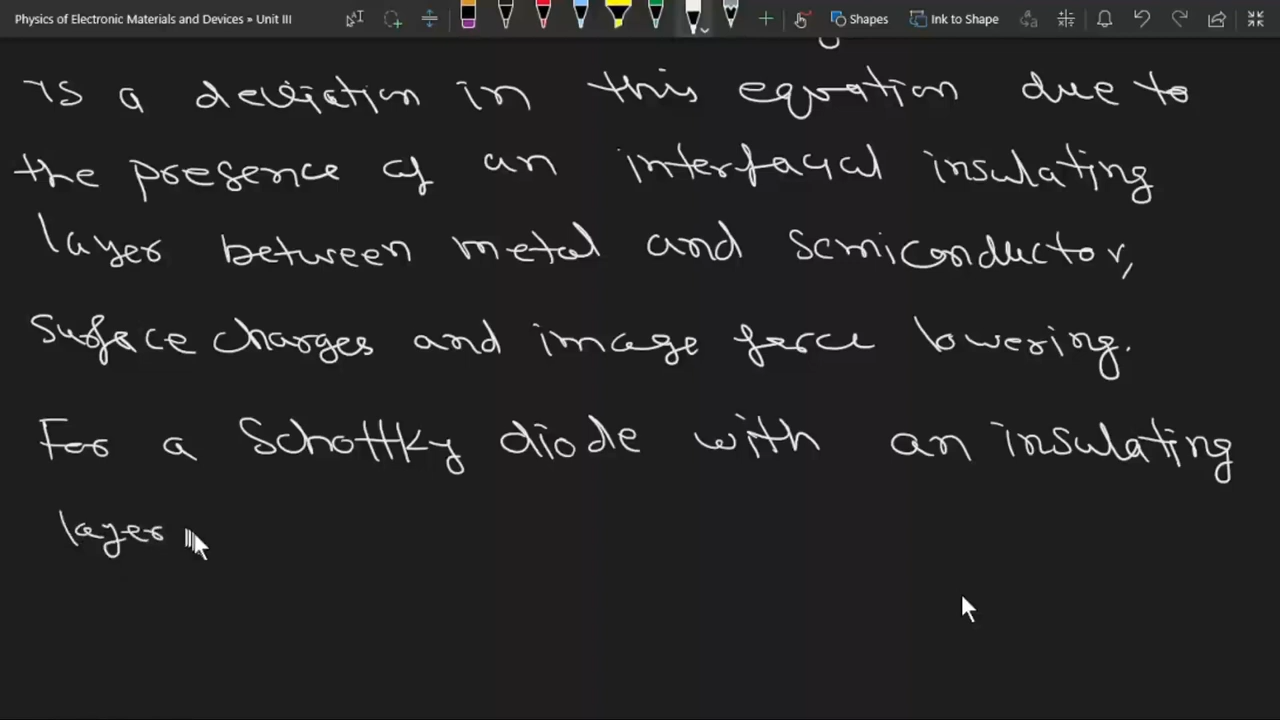 Physics of Electronic Materials and Devices » Unit III
Shapes
Ink to Shape
is a deviation in this equation due to
the presence of an interfacial insulating
layer between metal and semiconductor,
surface charges and image force lowering.
For a Schottky diode with an insulating
layer